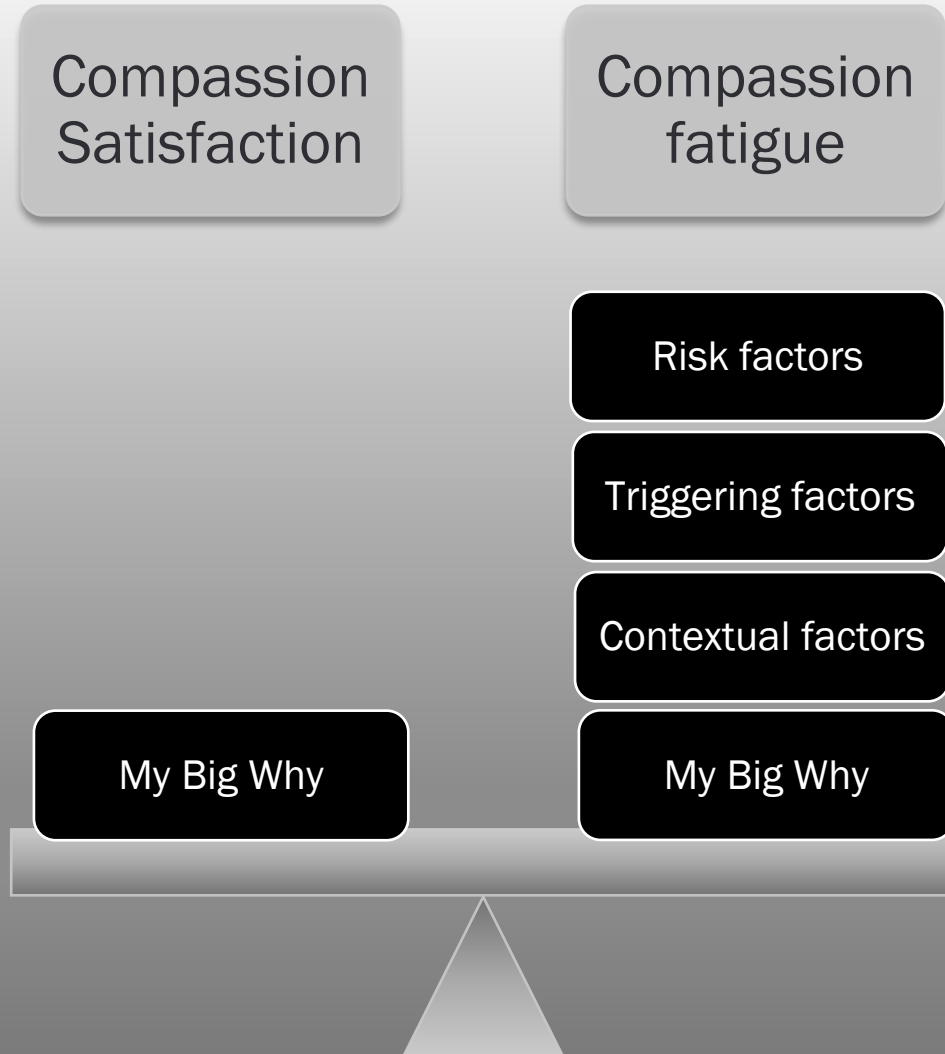 Compassion
Satisfaction
Compassion
fatigue
Risk factors
Triggering factors
Contextual factors
My Big Why
My Big Why